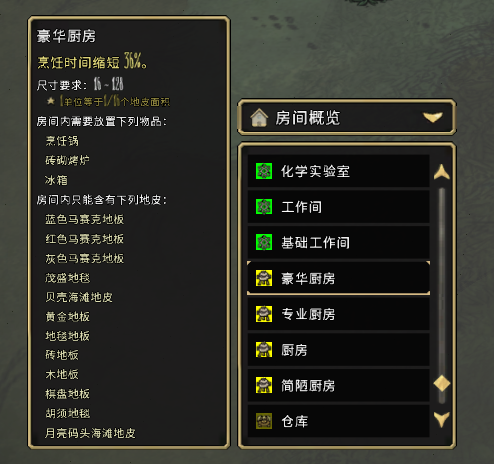 豪华厨房
烹饪时间缩短 36%。
尺寸要求：16 - 128
★ 1单位等于1/16个地皮面积
房间内需要放置下列物品：
烹饪锅
砖砌烤炉
冰箱
房间内只能含有下列地皮：
蓝色马赛克地板
红色马赛克地板
灰色马赛克地板
茂盛地毯
贝壳海滩地皮
黄金地板
地毯地板
砖地板
木地板
棋盘地板
胡须地毯
月亮码头海滩地皮
房间概览
化学实验室
工作间
基础工作间
豪华厨房
专业厨房
厨房
简陋厨房
仓库